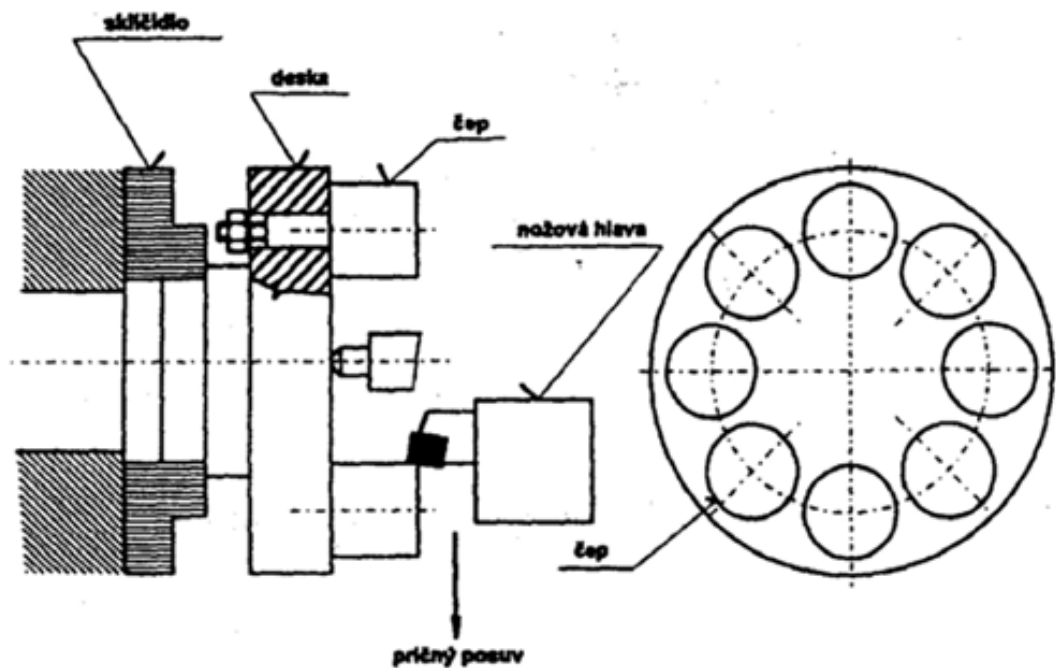 sklíčidlo
deska
čep
nožová hlava
čep
příčný posuv